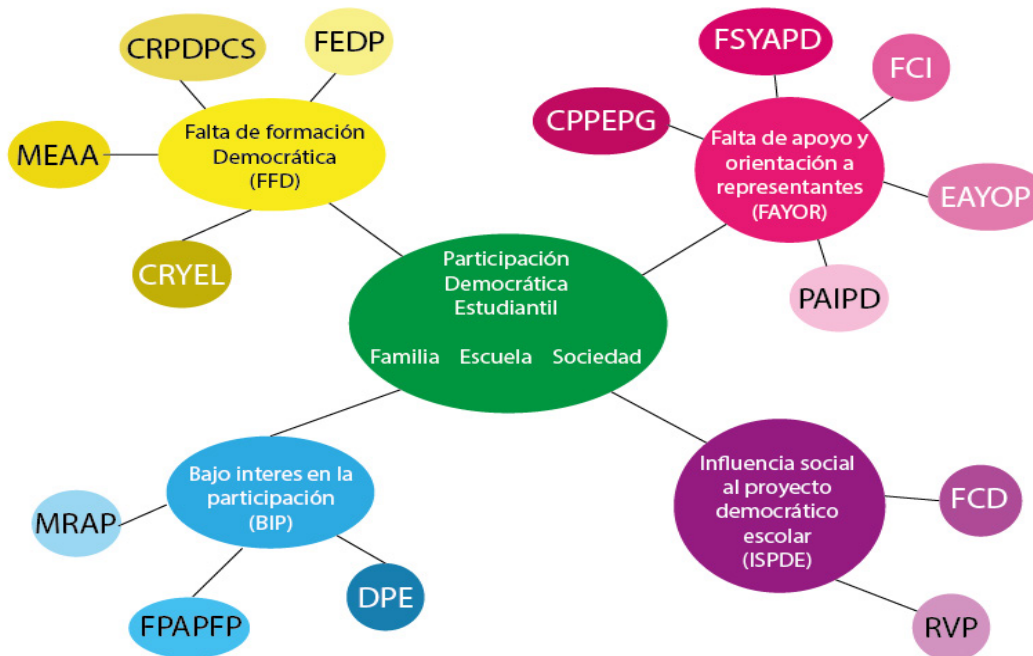 CRPDPCS
FEDP
MEAA
Falta de formación
Democrática
(FFD)
CRYEL
FSYAPD
FCI
CPPEPG
Falta de apoyo y
orientación a
representantes
(FAYOR)
EAYOP
PAIPD
Participación
Democrática
Estudiantil
Familia Escuela Sociedad
Bajo interes en la
participación
(BIP)
MRAP
FPAPFP
DPE
Influencia social
al proyecto
democrático
escolar
(ISPDE)
FCD
RVP